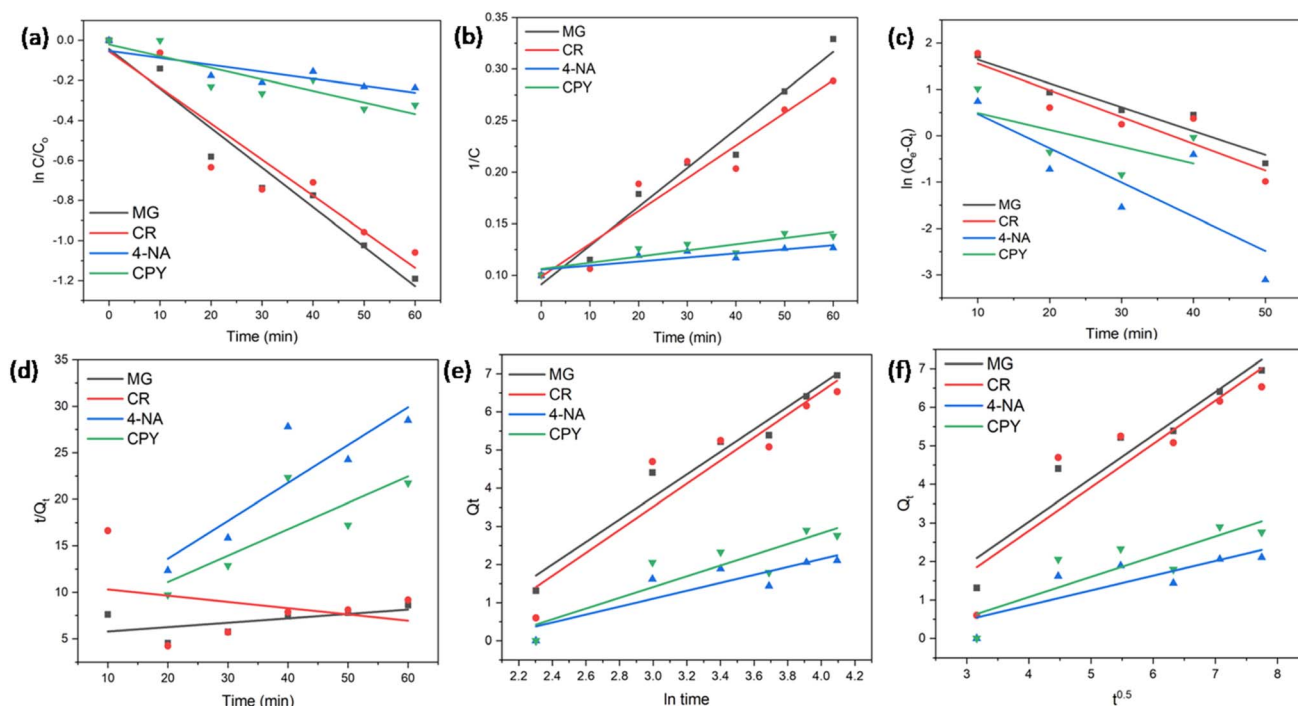 (a)
ln C/Co
0.0
-0.2
-0.4
-0.6
-0.8
-1.0
-1.2
MG
CR
4-NA
CPY
0 10 20 30 40 50 60
Time (min)
(b)
1/C
0.35
0.30
0.25
0.20
0.15
0.10
MG
CR
4-NA
CPY
0 10 20 30 40 50 60
Time (min)
(c)
ln (Qe-Qt)
2
1
0
-1
-2
-3
MG
CR
4-NA
CPY
10 20 30 40 50
Time (min)
(d)
t/Qt
35
30
25
20
15
10
5
MG
CR
4-NA
CPY
10 20 30 40 50 60
Time (min)
(e)
Qt
7
6
5
4
3
2
1
0
MG
CR
4-NA
CPY
2.2 2.4 2.6 2.8 3.0 3.2 3.4 3.6 3.8 4.0 4.2
ln time
(f)
Qt
7
6
5
4
3
2
1
0
MG
CR
4-NA
CPY
3 4 5 6 7 8
t0.5